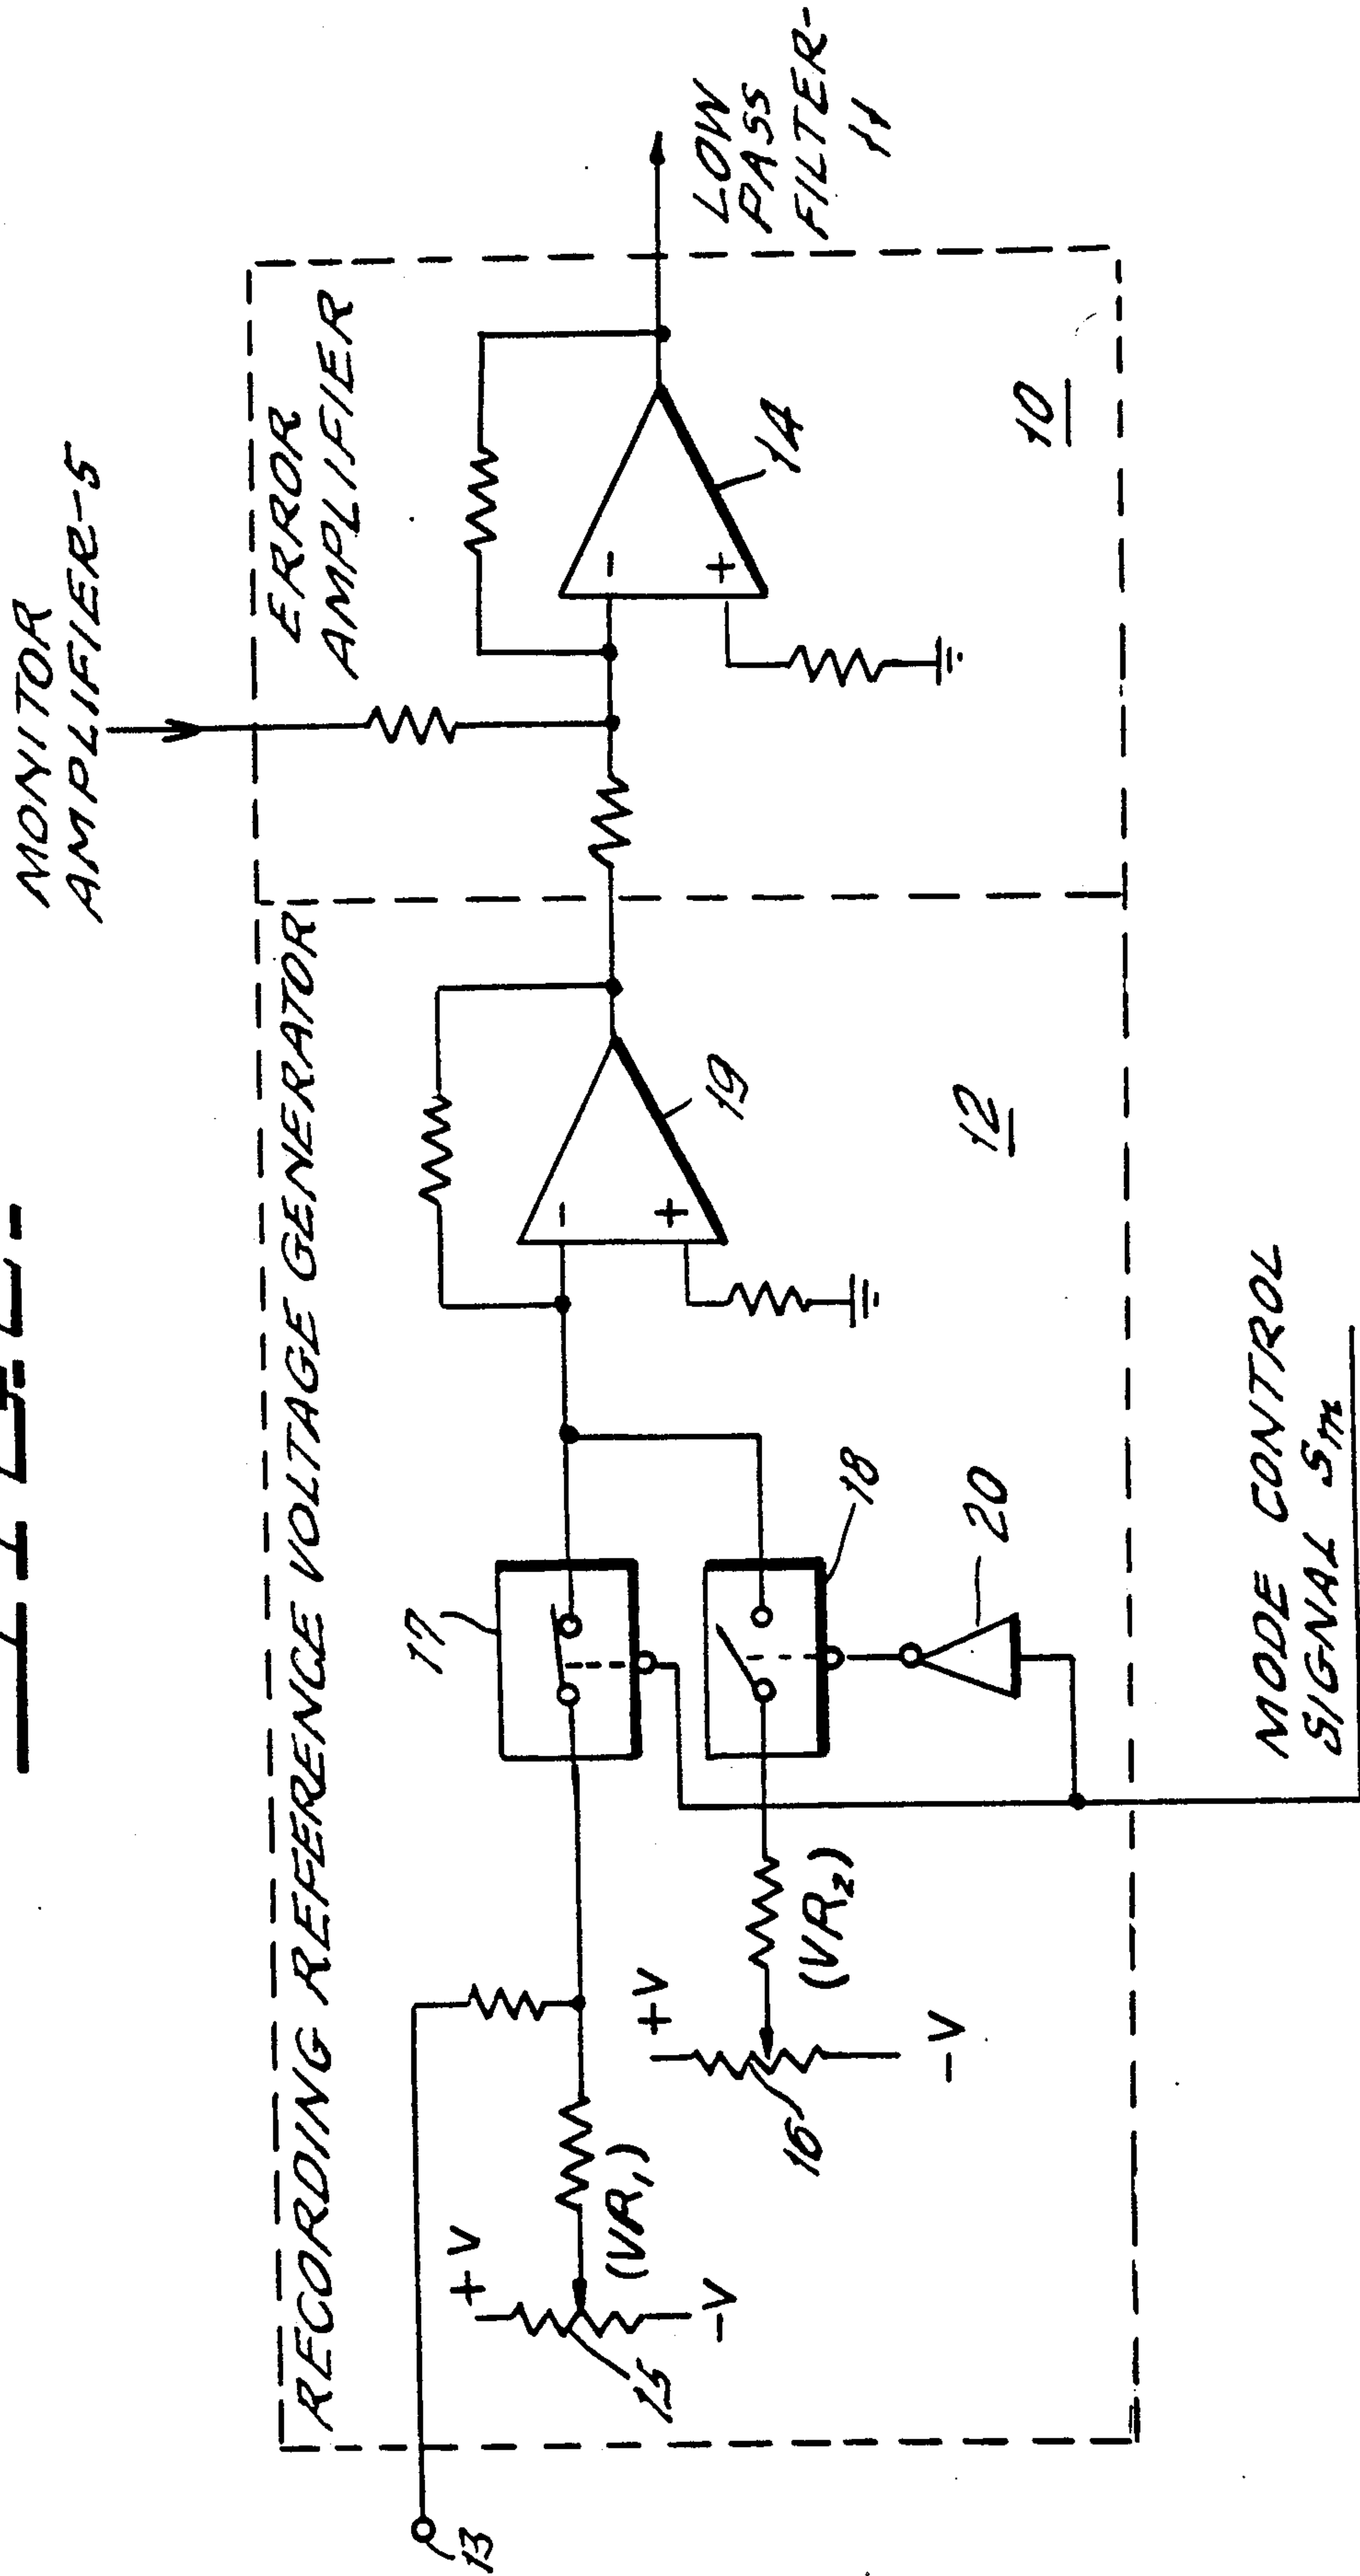 MONITOR
AMPLIFIER-5
ERROR
AMPLIFIER
RECORDING REFERENCE VOLTAGE GENERATOR
LOW
PASS
FILTER-
11
13
15
+V
-V
(VR₁)
16
+V
-V
(VR₂)
17
18
20
-
+
19
12
-
+
14
10
MODE CONTROL
SIGNAL Sm